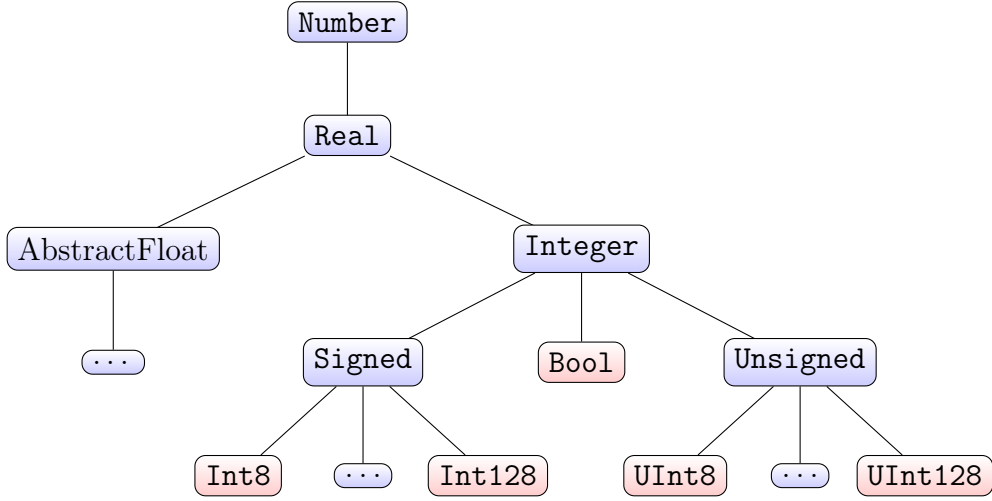 Number
Real
AbstractFloat
Integer
...
Signed
Bool
Unsigned
Int8
...
Int128
UInt8
...
UInt128